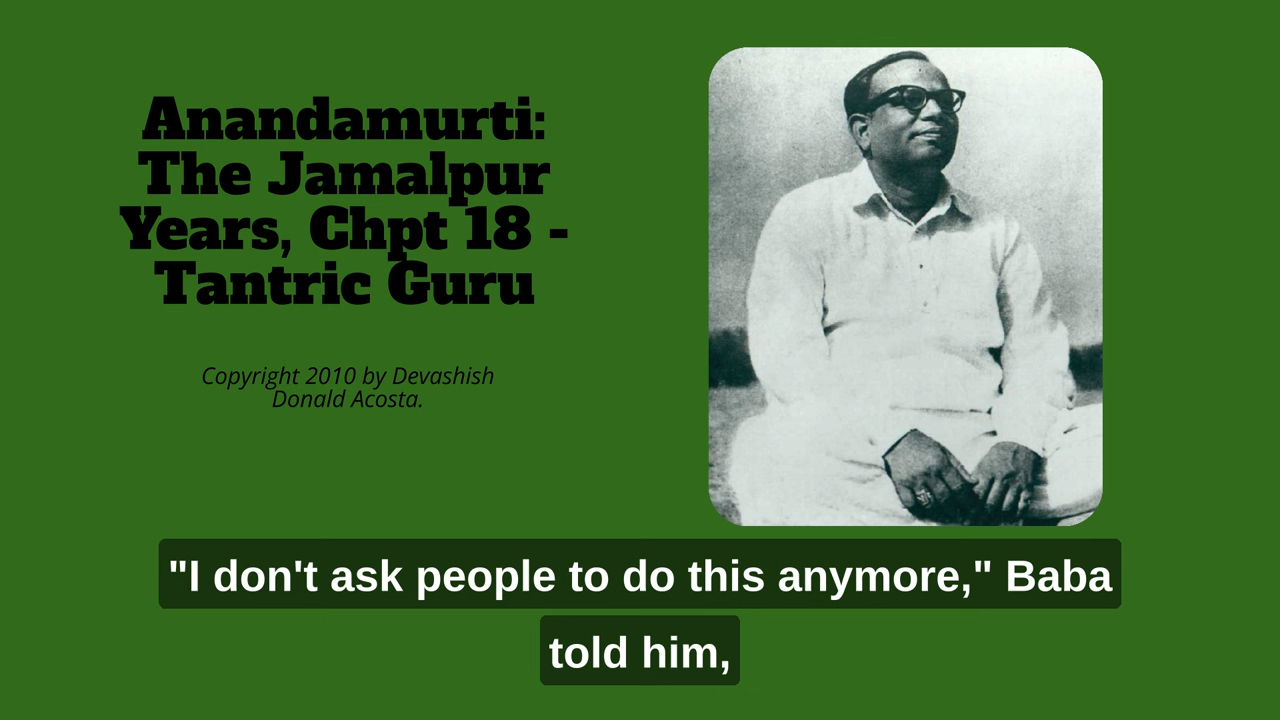 Anandamurti:
The Jamalpur
Years, Chpt 18 -
Tantric Guru
Copyright 2010 by Devashish
Donald Acosta.
"I don't ask people to do this anymore," Baba
told him,